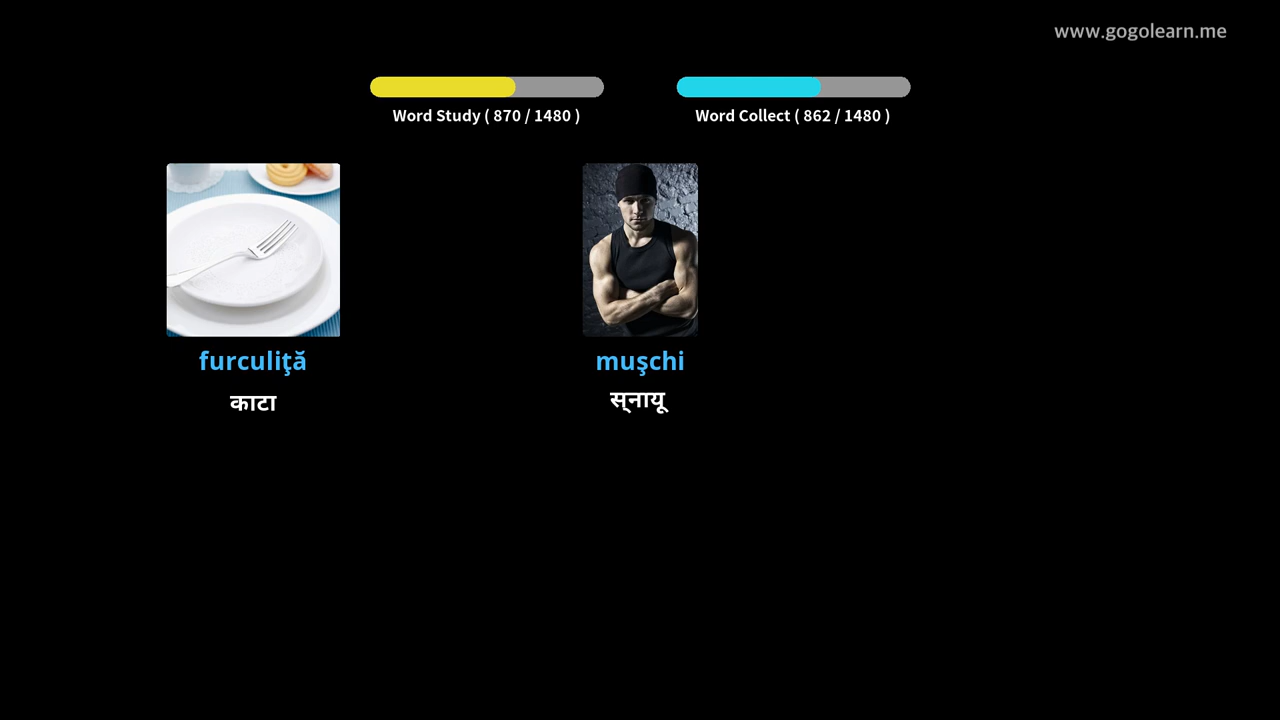 www.gogolearn.me
Word Study ( 870 / 1480 )
Word Collect ( 862 / 1480 )
furculiţă
muşchi
काटा
स्‌नायू